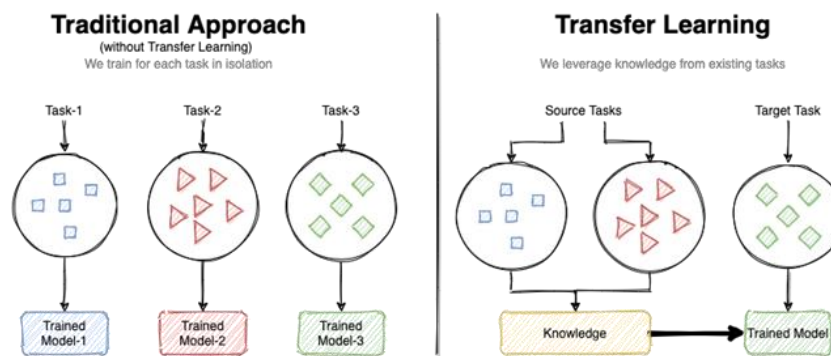 Traditional Approach
(without Transfer Learning)
We train for each task in isolation
Task-1
Task-2
Task-3
Trained
Model-1
Trained
Model-2
Trained
Model-3
Transfer Learning
We leverage knowledge from existing tasks
Source Tasks
Target Task
Knowledge
Trained Model